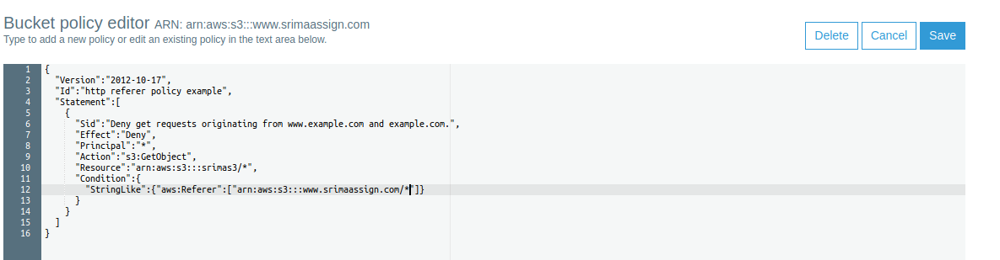 Bucket policy editor ARN: arn:aws:s3:::www.srimaassign.com
Type to add a new policy or edit an existing policy in the text area below.
Delete Cancel Save
1 {
2 "Version":"2012-10-17",
3 "Id":"http referer policy example",
4 "Statement":[
5 {
6 "Sid":"Deny get requests originating from www.example.com and example.com.",
7 "Effect":"Deny",
8 "Principal":"*",
9 "Action":"s3:GetObject",
10 "Resource":"arn:aws:s3:::srimas3/*",
11 "Condition":{
12 "StringLike":{"aws:Referer":["arn:aws:s3:::www.srimaassign.com/*"]}
13 }
14 }
15 ]
16 }